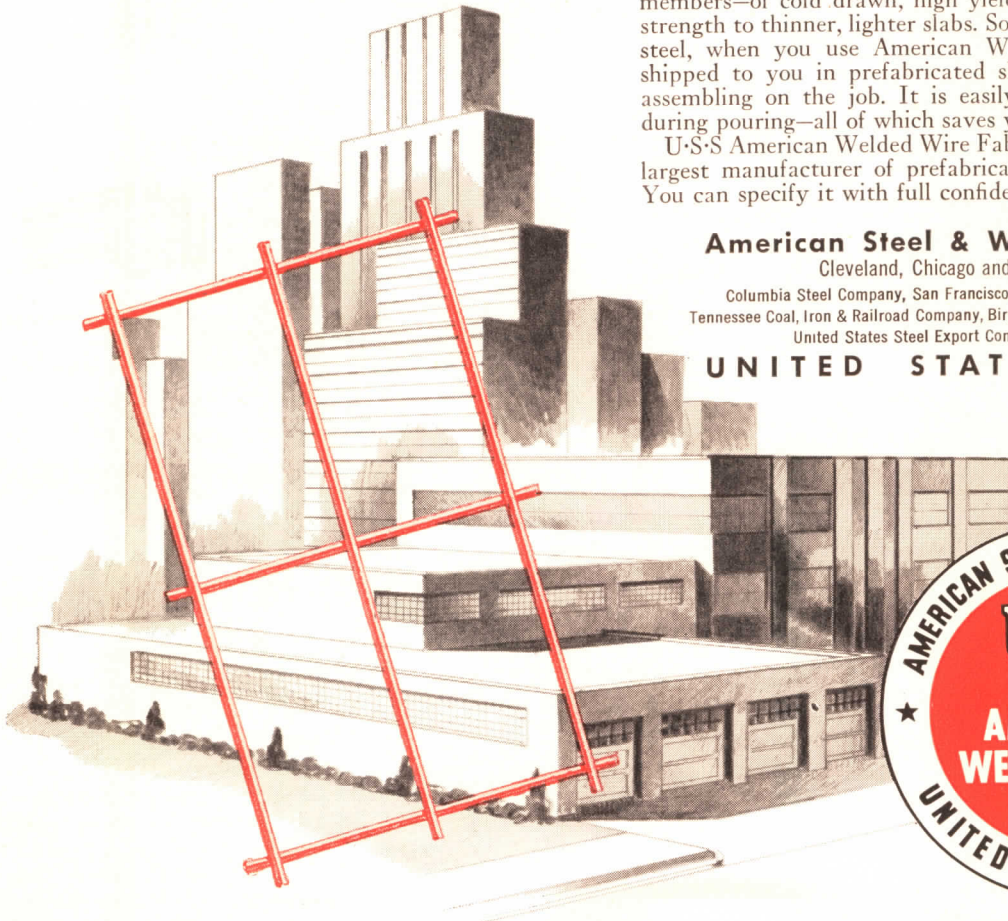 strength to thinner, lighter slabs. So
steel, when you use American W
shipped to you in prefabricated s
assembling on the job. It is easily
during pouring—all of which saves
U·S·S American Welded Wire Fa
largest manufacturer of prefabrica
You can specify it with full confide
American Steel & W
Cleveland, Chicago and
Columbia Steel Company, San Francisco
Tennessee Coal, Iron & Railroad Company, Bir
United States Steel Export Co
UNITED STAT
AMERICAN S
★
A
WE
UNITED